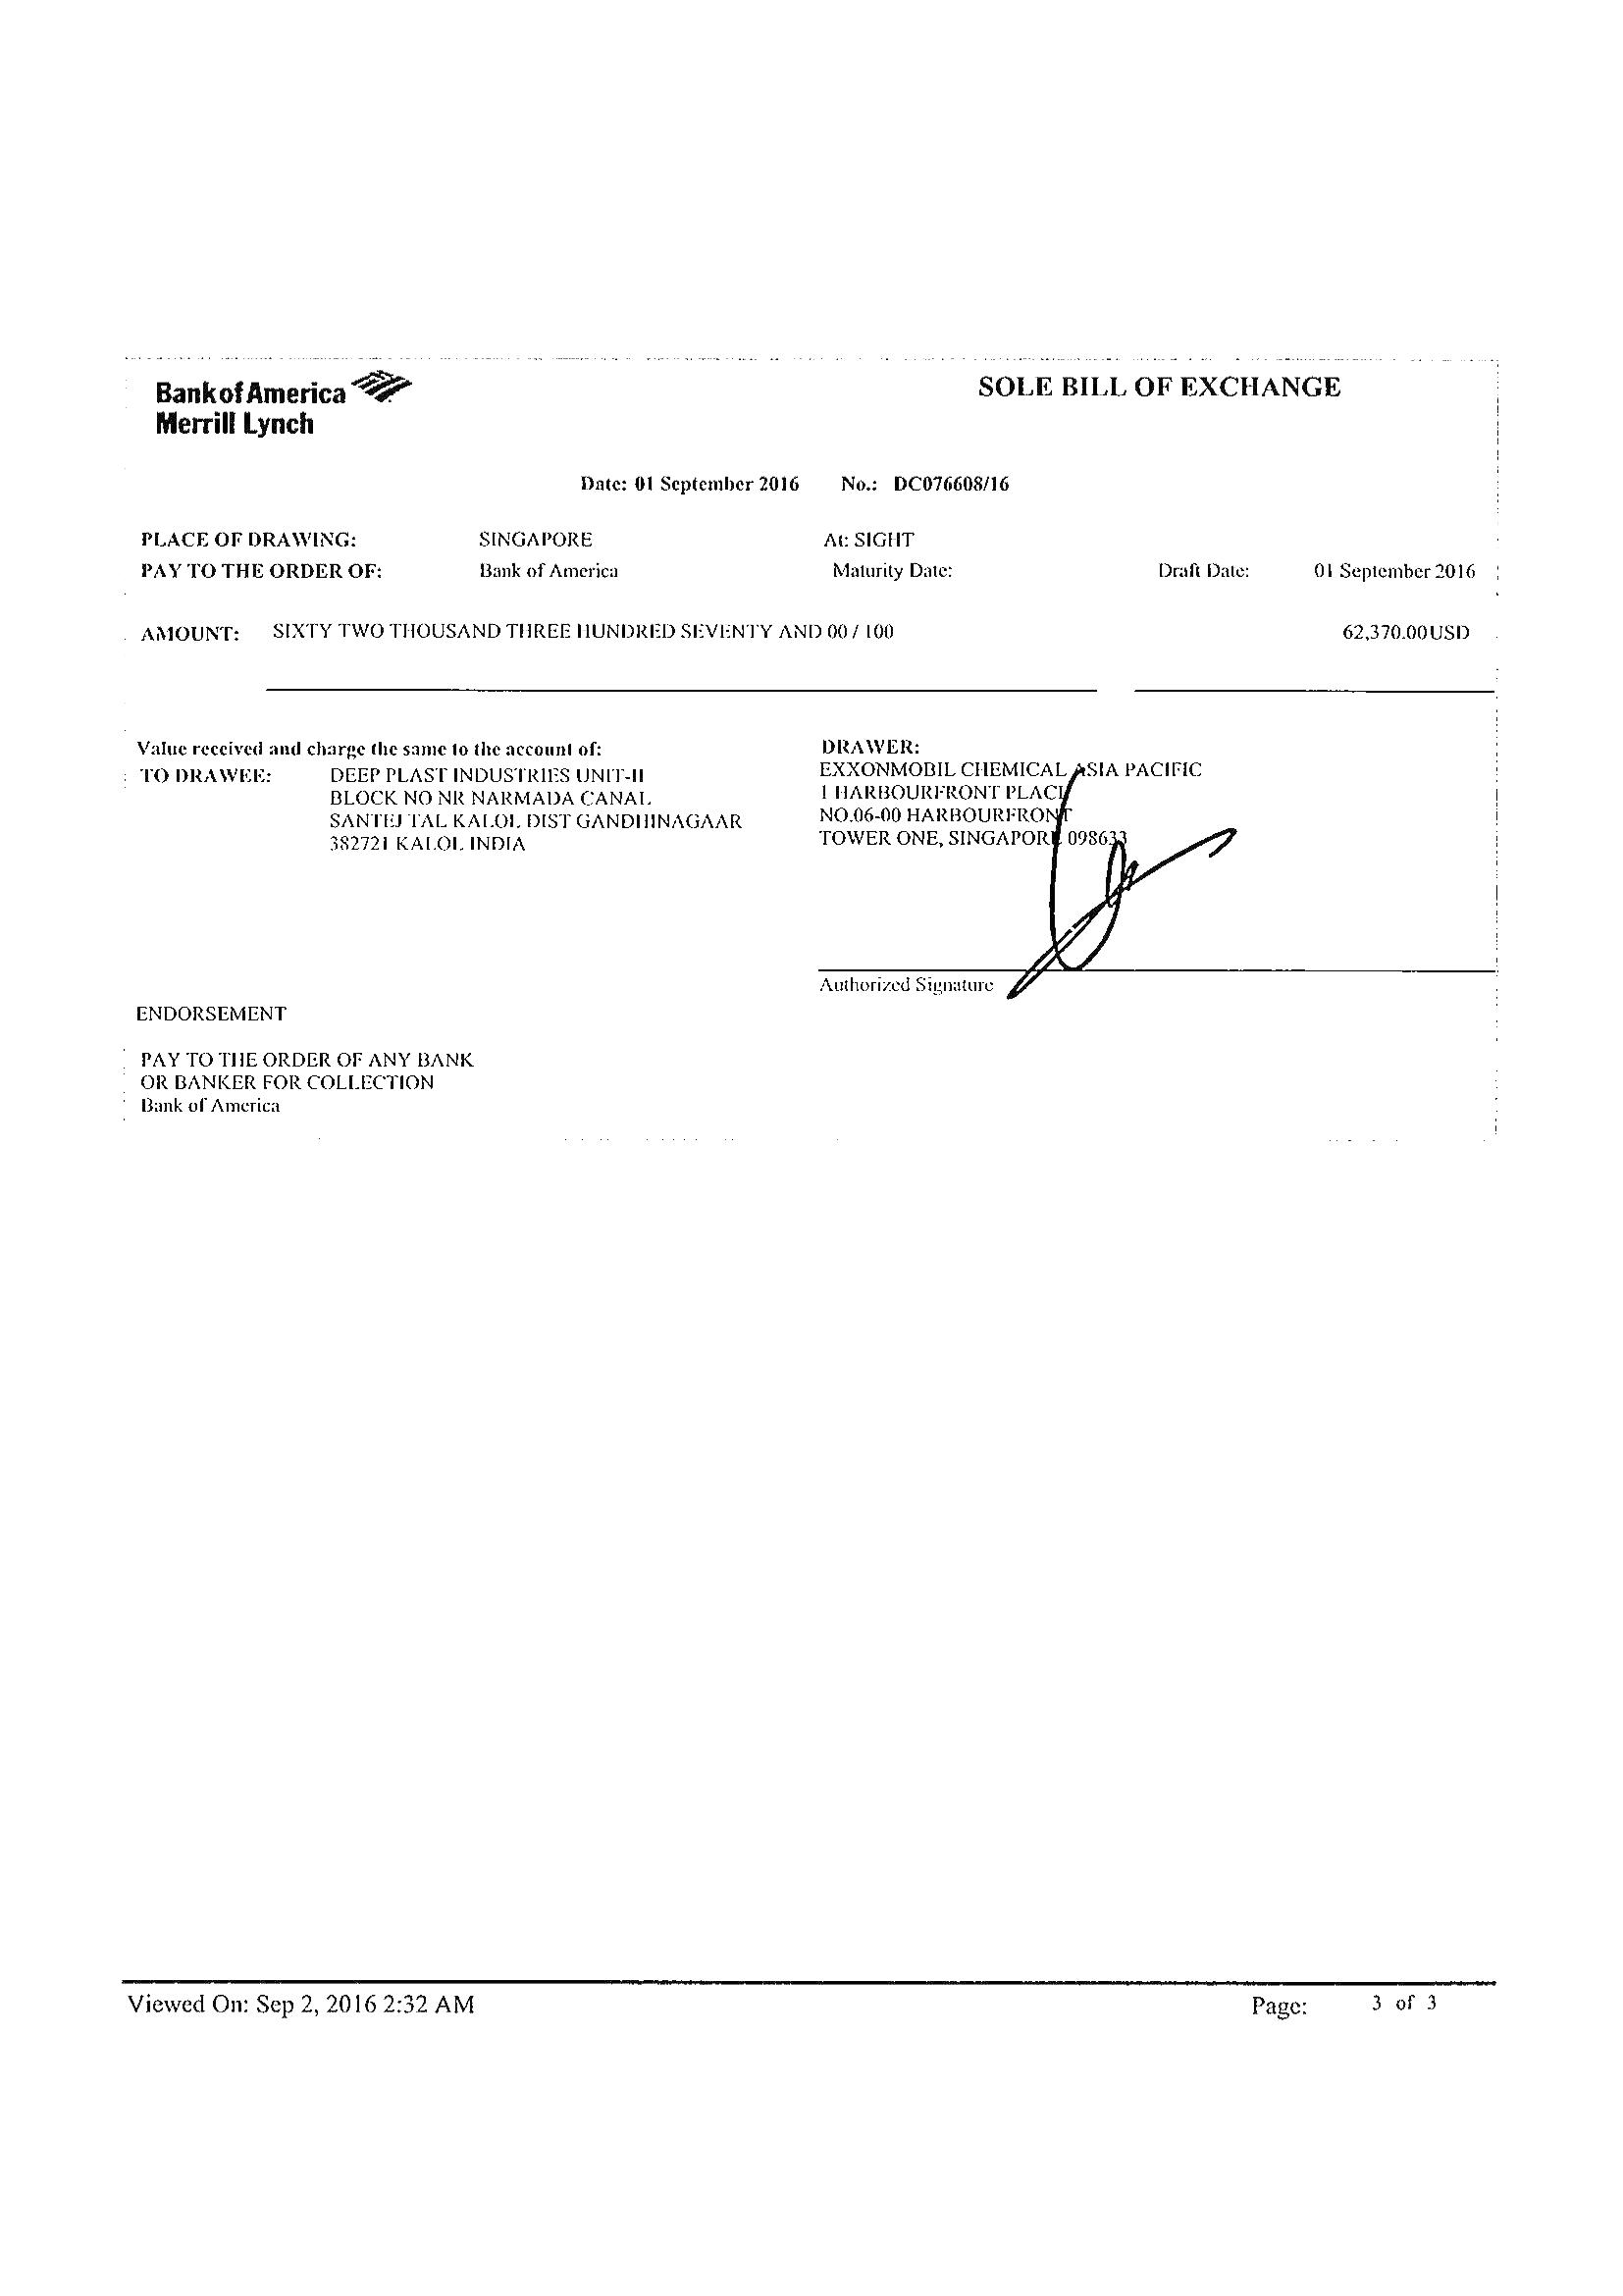 Bank of America
Merrill Lynch
SOLE BILL OF EXCHANGE
Date: 01 September 2016 No.: DC076608/16
PLACE OF DRAWING: SINGAPORE At: SIGHT
PAY TO THE ORDER OF: Bank of America Maturity Date: Draft Date: 01 September 2016
AMOUNT: SIXTY TWO THOUSAND THREE HUNDRED SEVENTY AND 00 / 100 62,370.00USD
Value received and charge the same to the account of:
TO DRAWEE: DEEP PLAST INDUSTRIES UNIT-II
BLOCK NO NR NARMADA CANAL
SANTEJ TAL KALOL DIST GANDHINAGAAR
382721 KALOL INDIA
DRAWER:
EXXONMOBIL CHEMICAL ASIA PACIFIC
1 HARBOURFRONT PLACE
NO.06-00 HARBOURFRONT
TOWER ONE, SINGAPORE 098633
Authorized Signature
ENDORSEMENT
PAY TO THE ORDER OF ANY BANK
OR BANKER FOR COLLECTION
Bank of America
Viewed On: Sep 2, 2016 2:32 AM Page: 3 of 3